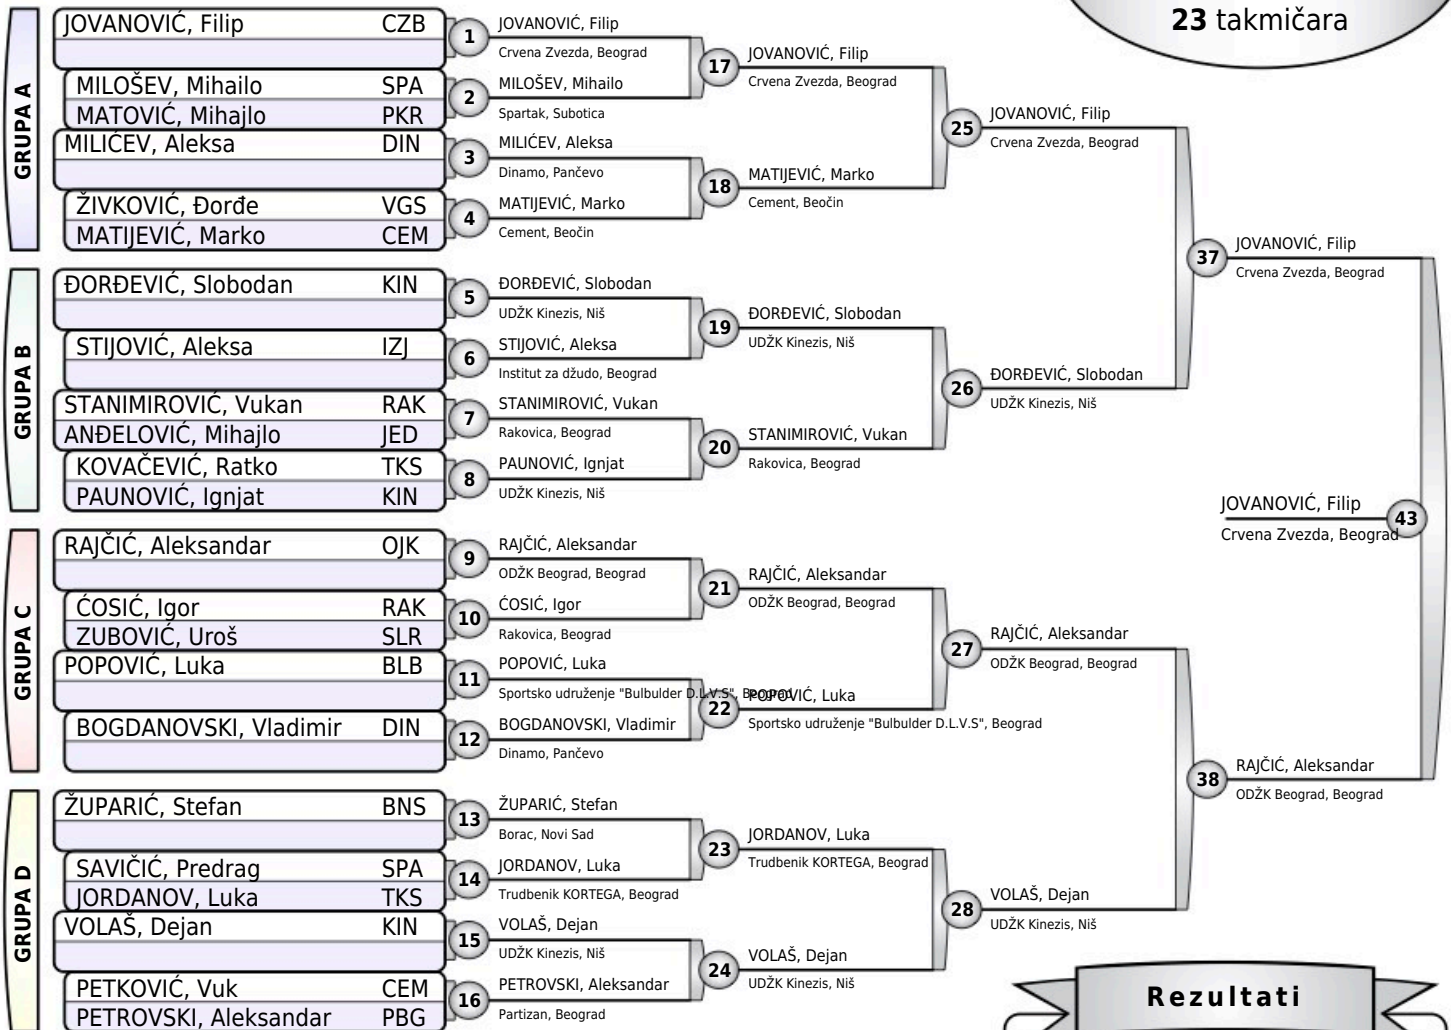 23 takmičara
GRUPA A
JOVANOVIĆ, Filip CZB
MILOŠEV, Mihailo SPA
MATOVIĆ, Mihajlo PKR
MILIĆEV, Aleksa DIN
ŽIVKOVIĆ, Đorđe VGS
MATIJEVIĆ, Marko CEM
GRUPA B
ĐORĐEVIĆ, Slobodan KIN
STIJOVIĆ, Aleksa IZJ
STANIMIROVIĆ, Vukan RAK
ANĐELOVIĆ, Mihajlo JED
KOVAČEVIĆ, Ratko TKS
PAUNOVIĆ, Ignjat KIN
GRUPA C
RAJČIĆ, Aleksandar OJK
ĆOSIĆ, Igor RAK
ZUBOVIĆ, Uroš SLR
POPOVIĆ, Luka BLB
BOGDANOVSKI, Vladimir DIN
GRUPA D
ŽUPARIĆ, Stefan BNS
SAVIČIĆ, Predrag SPA
JORDANOV, Luka TKS
VOLAŠ, Dejan KIN
PETKOVIĆ, Vuk CEM
PETROVSKI, Aleksandar PBG
1
JOVANOVIĆ, Filip
Crvena Zvezda, Beograd
2
MILOŠEV, Mihailo
Spartak, Subotica
3
MILIĆEV, Aleksa
Dinamo, Pančevo
4
MATIJEVIĆ, Marko
Cement, Beočin
5
ĐORĐEVIĆ, Slobodan
UDŽK Kinezis, Niš
6
STIJOVIĆ, Aleksa
Institut za džudo, Beograd
7
STANIMIROVIĆ, Vukan
Rakovica, Beograd
8
PAUNOVIĆ, Ignjat
UDŽK Kinezis, Niš
9
RAJČIĆ, Aleksandar
ODŽK Beograd, Beograd
10
ĆOSIĆ, Igor
Rakovica, Beograd
11
POPOVIĆ, Luka
Sportsko udruženje "Bulbulder D.L.V.S", Beograd
12
BOGDANOVSKI, Vladimir
Dinamo, Pančevo
13
ŽUPARIĆ, Stefan
Borac, Novi Sad
14
JORDANOV, Luka
Trudbenik KORTEGA, Beograd
15
VOLAŠ, Dejan
UDŽK Kinezis, Niš
16
PETROVSKI, Aleksandar
Partizan, Beograd
17
JOVANOVIĆ, Filip
Crvena Zvezda, Beograd
18
MATIJEVIĆ, Marko
Cement, Beočin
19
ĐORĐEVIĆ, Slobodan
UDŽK Kinezis, Niš
20
STANIMIROVIĆ, Vukan
Rakovica, Beograd
21
RAJČIĆ, Aleksandar
ODŽK Beograd, Beograd
22
POPOVIĆ, Luka
Sportsko udruženje "Bulbulder D.L.V.S", Beograd
23
JORDANOV, Luka
Trudbenik KORTEGA, Beograd
24
VOLAŠ, Dejan
UDŽK Kinezis, Niš
25
JOVANOVIĆ, Filip
Crvena Zvezda, Beograd
26
ĐORĐEVIĆ, Slobodan
UDŽK Kinezis, Niš
27
RAJČIĆ, Aleksandar
ODŽK Beograd, Beograd
28
VOLAŠ, Dejan
UDŽK Kinezis, Niš
37
JOVANOVIĆ, Filip
Crvena Zvezda, Beograd
38
RAJČIĆ, Aleksandar
ODŽK Beograd, Beograd
JOVANOVIĆ, Filip
43
Crvena Zvezda, Beograd
Rezultati